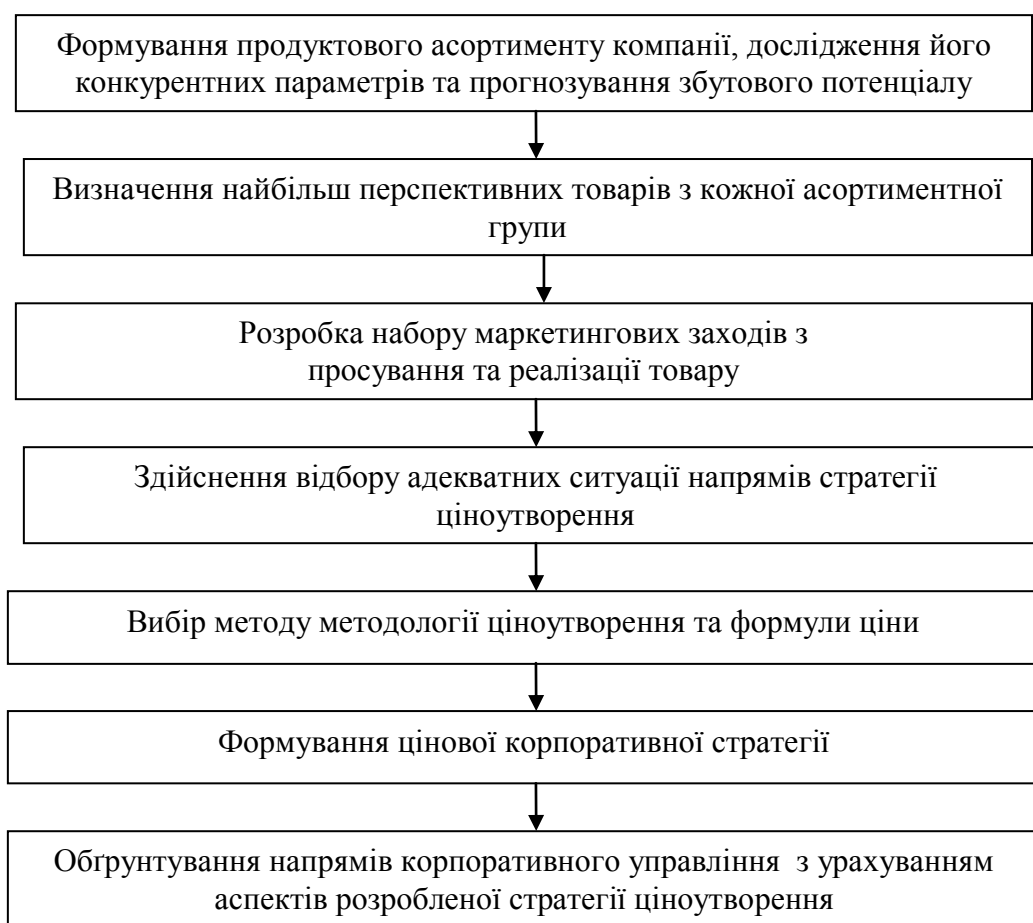 Формування продуктового асортименту компанії, дослідження його
конкурентних параметрів та прогнозування збутового потенціалу
Визначення найбільш перспективних товарів з кожної асортиментної
групи
Розробка набору маркетингових заходів з
просування та реалізації товару
Здійснення відбору адекватних ситуації напрямів стратегії
ціноутворення
Вибір методу методології ціноутворення та формули ціни
Формування цінової корпоративної стратегії
Обґрунтування напрямів корпоративного управління з урахуванням
аспектів розробленої стратегії ціноутворення